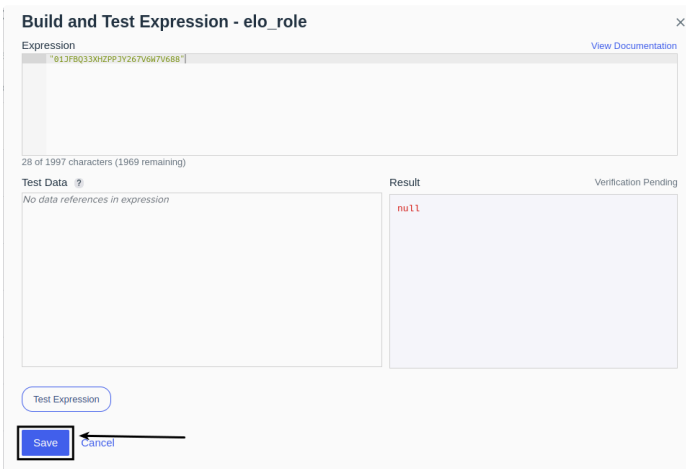 Build and Test Expression - elo_role
×
Expression
View Documentation
"01JFBQ33XHZPPJY267V6W7V688"
28 of 1997 characters (1969 remaining)
Test Data ?
Result
Verification Pending
No data references in expression
null
Test Expression
Save
Cancel